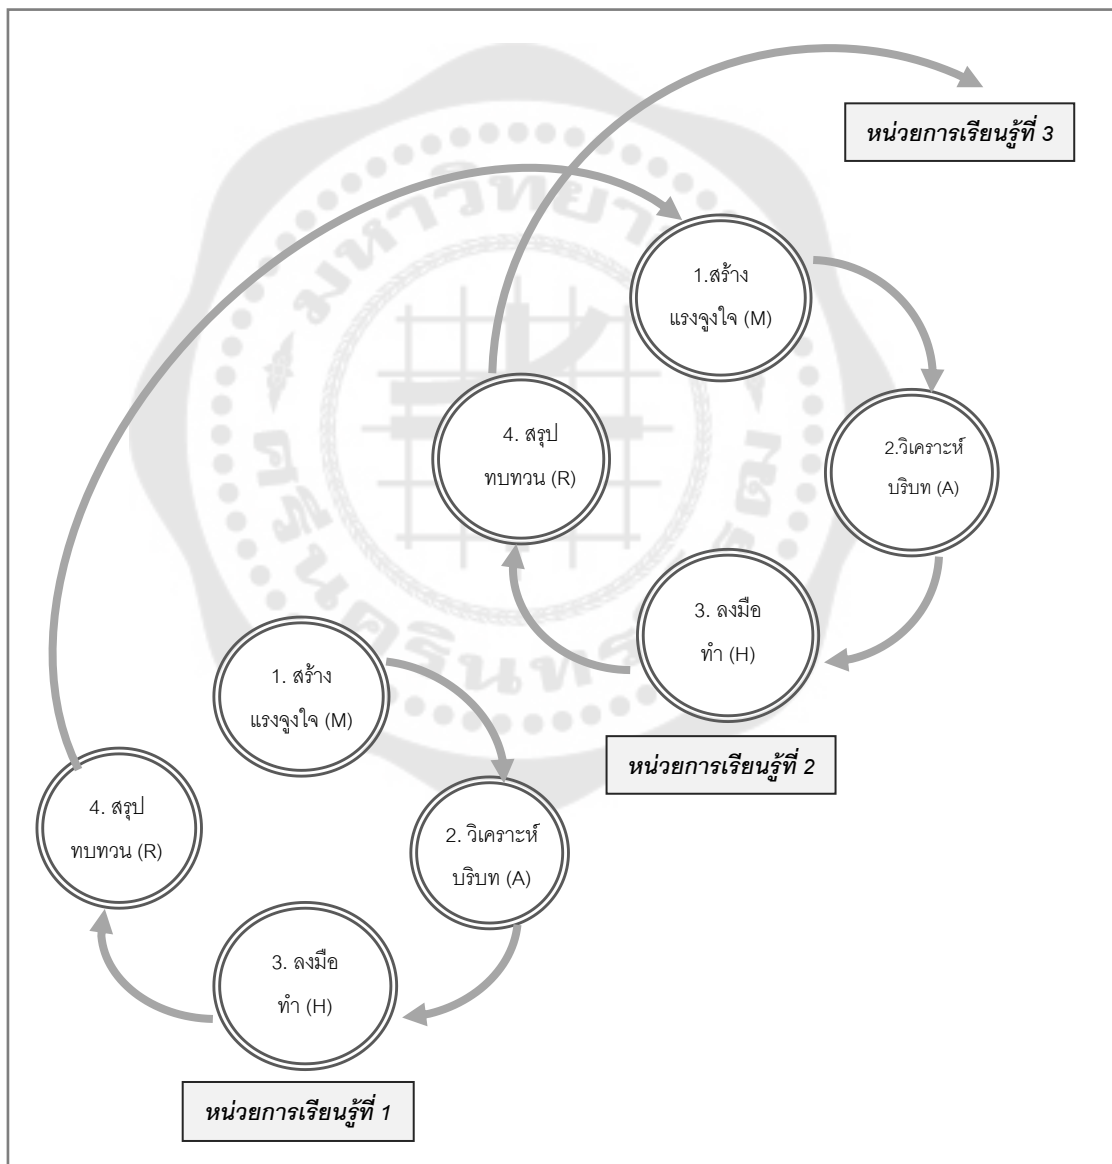 หน่วยการเรียนรู้ที่ 3
1.สร้าง
แรงจูงใจ (M)
2.วิเคราะห์
บริบท (A)
3. ลงมือ
ทำ (H)
4. สรุป
ทบทวน (R)
หน่วยการเรียนรู้ที่ 2
1. สร้าง
แรงจูงใจ (M)
2. วิเคราะห์
บริบท (A)
3. ลงมือ
ทำ (H)
4. สรุป
ทบทวน (R)
หน่วยการเรียนรู้ที่ 1